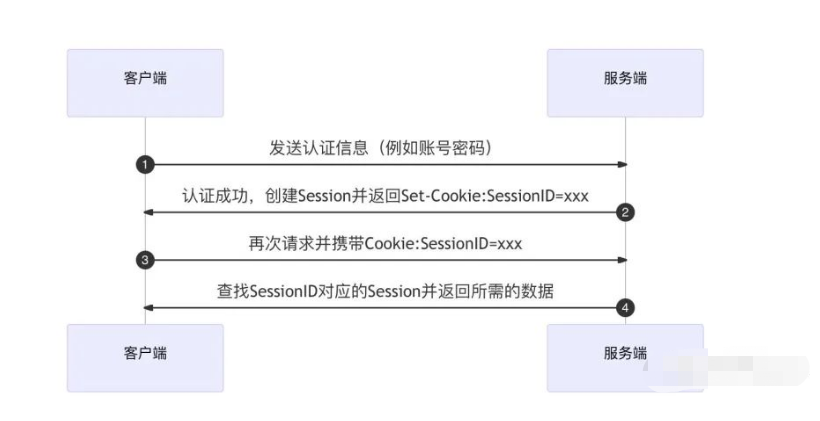 客户端
服务端
发送认证信息（例如账号密码）
1
认证成功，创建Session并返回Set-Cookie:SessionID=xxx
2
再次请求并携带Cookie:SessionID=xxx
3
查找SessionID对应的Session并返回所需的数据
4
客户端
服务端